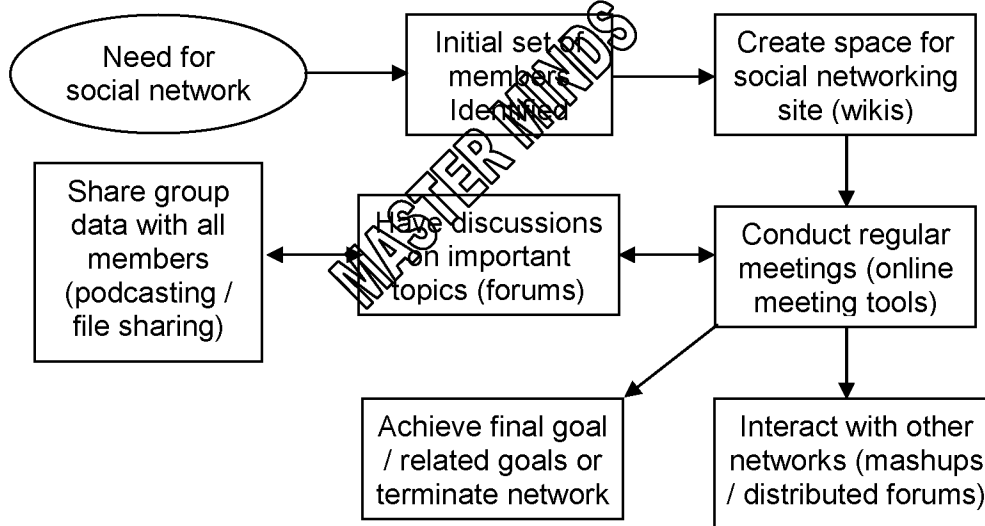 Need for
social network
Initial set of
members
Identified
Create space for
social networking
site (wikis)
Share group
data with all
members
(podcasting /
file sharing)
Have discussions
on important
topics (forums)
Conduct regular
meetings (online
meeting tools)
Achieve final goal
/ related goals or
terminate network
Interact with other
networks (mashups
/ distributed forums)
MASTER MINDS